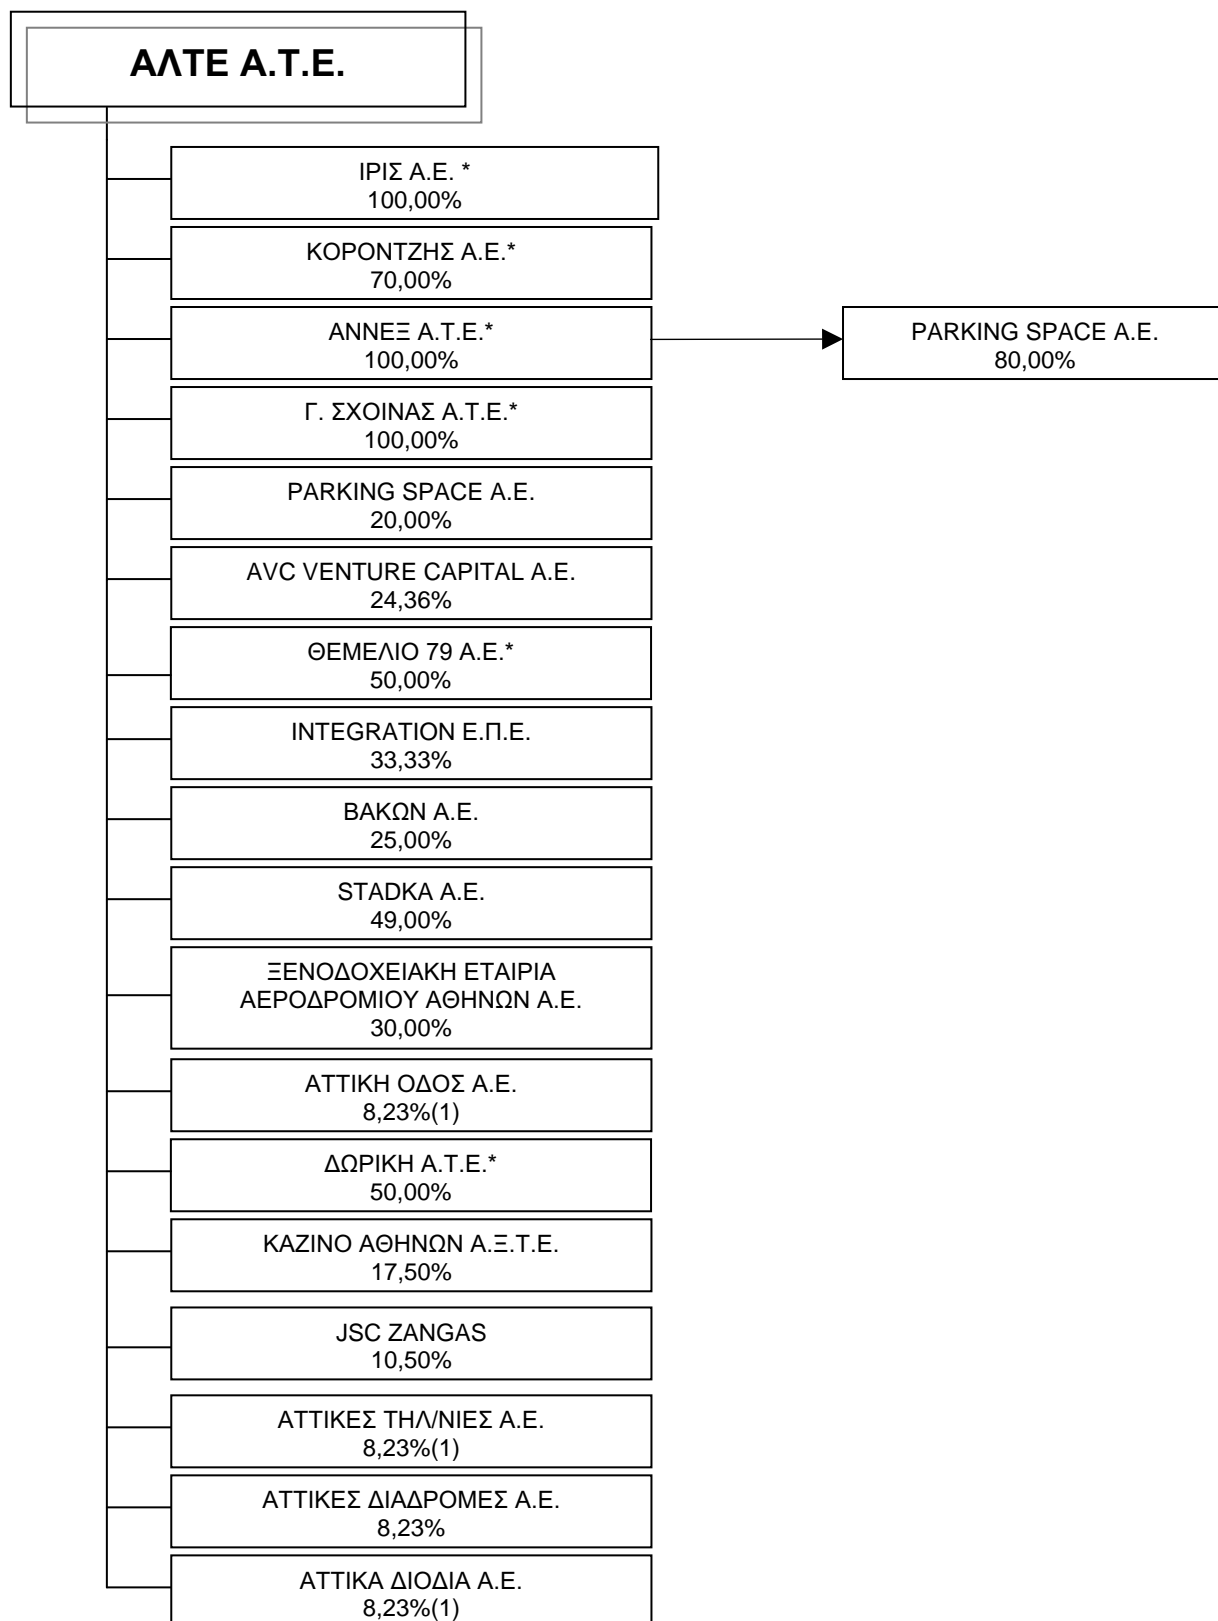 ΑΛΤΕ Α.Τ.Ε.
ΙΡΙΣ Α.Ε. *
100,00%
ΚΟΡΟΝΤΖΗΣ Α.Ε.*
70,00%
ΑΝΝΕΞ Α.Τ.Ε.*
100,00%
PARKING SPACE Α.Ε.
80,00%
Γ. ΣΧΟΙΝΑΣ Α.Τ.Ε.*
100,00%
PARKING SPACE Α.Ε.
20,00%
AVC VENTURE CAPITAL Α.Ε.
24,36%
ΘΕΜΕΛΙΟ 79 Α.Ε.*
50,00%
INTEGRATION Ε.Π.Ε.
33,33%
ΒΑΚΩΝ Α.Ε.
25,00%
STADKA Α.Ε.
49,00%
ΞΕΝΟΔΟΧΕΙΑΚΗ ΕΤΑΙΡΙΑ
ΑΕΡΟΔΡΟΜΙΟΥ ΑΘΗΝΩΝ Α.Ε.
30,00%
ΑΤΤΙΚΗ ΟΔΟΣ Α.Ε.
8,23%(1)
ΔΩΡΙΚΗ Α.Τ.Ε.*
50,00%
ΚΑΖΙΝΟ ΑΘΗΝΩΝ Α.Ξ.Τ.Ε.
17,50%
JSC ZANGAS
10,50%
ΑΤΤΙΚΕΣ ΤΗΛ/ΝΙΕΣ Α.Ε.
8,23%(1)
ΑΤΤΙΚΕΣ ΔΙΑΔΡΟΜΕΣ Α.Ε.
8,23%
ΑΤΤΙΚΑ ΔΙΟΔΙΑ Α.Ε.
8,23%(1)